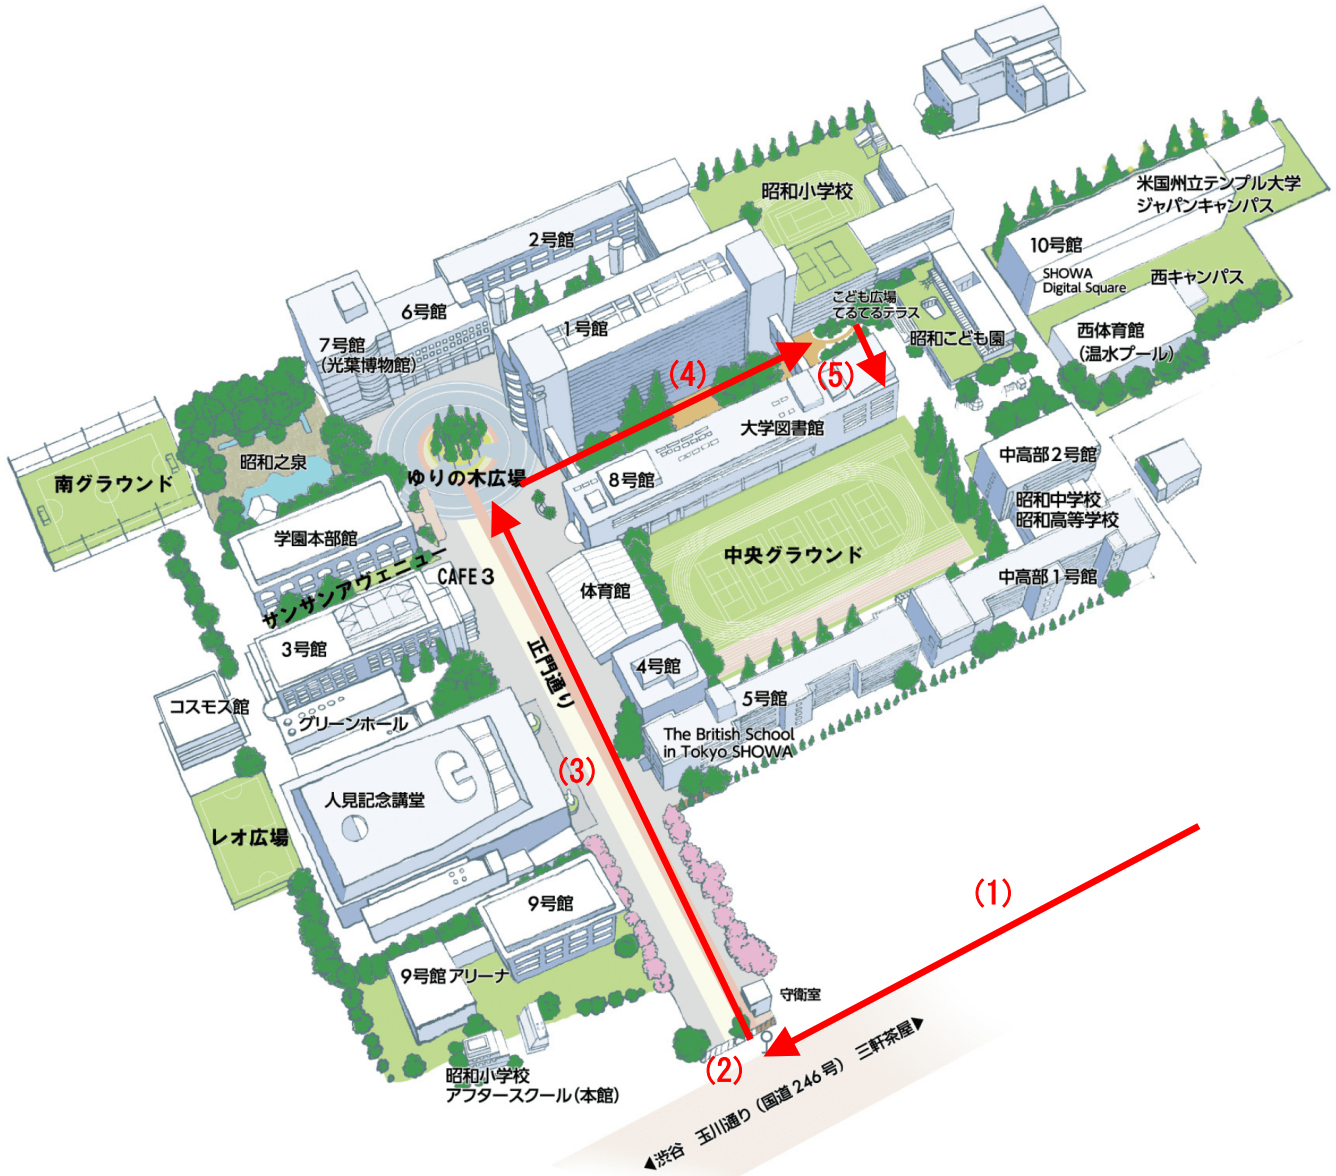 昭和小学校
米国州立テンプル大学
ジャパンキャンパス
2号館
10号館
SHOWA
Digital Square
西キャンパス
6号館
こども広場
てるてるテラス
1号館
昭和こども園
西体育館
(温水プール)
7号館
(光葉博物館)
(4)
(5)
大学図書館
中高部2号館
昭和之泉
ゆりの木広場
8号館
南グラウンド
昭和中学校
昭和高等学校
学園本部館
中央グラウンド
サンサンアヴェニュー
CAFE 3
体育館
中高部1号館
3号館
正門通り
4号館
コスモス館
グリーンホール
5号館
The British School
in Tokyo SHOWA
(3)
人見記念講堂
レオ広場
(1)
9号館
9号館アリーナ
守衛室
(2)
昭和小学校
アフタースクール(本館)
◀渋谷 玉川通り(国道246号) 三軒茶屋▶